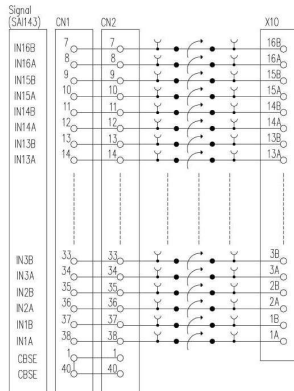 Signal
(SAI143) CN1 CN2 X10
IN16B 7 7 16B
IN16A 8 8 16A
IN15B 9 9 15B
IN15A 10 10 15A
IN14B 11 11 14B
IN14A 12 12 14A
IN13B 13 13 13B
IN13A 14 14 13A
IN3B 33 33 3B
IN3A 34 34 3A
IN2B 35 35 2B
IN2A 36 36 2A
IN1B 37 37 1B
IN1A 38 38 1A
CBSE 1 1
CBSE 40 40